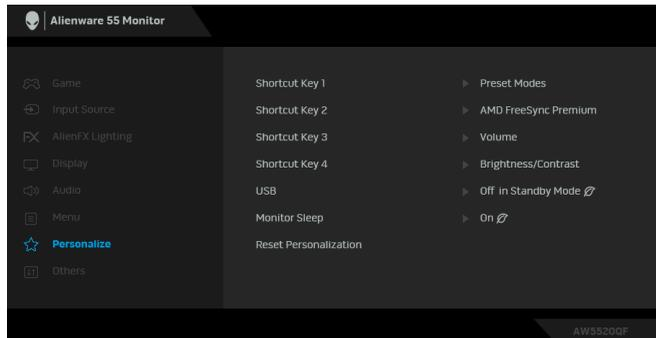 Alienware 55 Monitor
Game
Input Source
AlienFX Lighting
Display
Audio
Menu
Personalize
Others
Shortcut Key 1 Preset Modes
Shortcut Key 2 AMD FreeSync Premium
Shortcut Key 3 Volume
Shortcut Key 4 Brightness/Contrast
USB Off in Standby Mode
Monitor Sleep On
Reset Personalization
AW5520QF